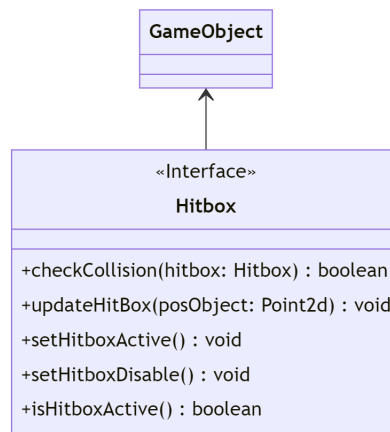 GameObject
«Interface»
Hitbox
+checkCollision(hitbox: Hitbox) : boolean
+updateHitBox(posObject: Point2d) : void
+setHitboxActive() : void
+setHitboxDisable() : void
+isHitboxActive() : boolean